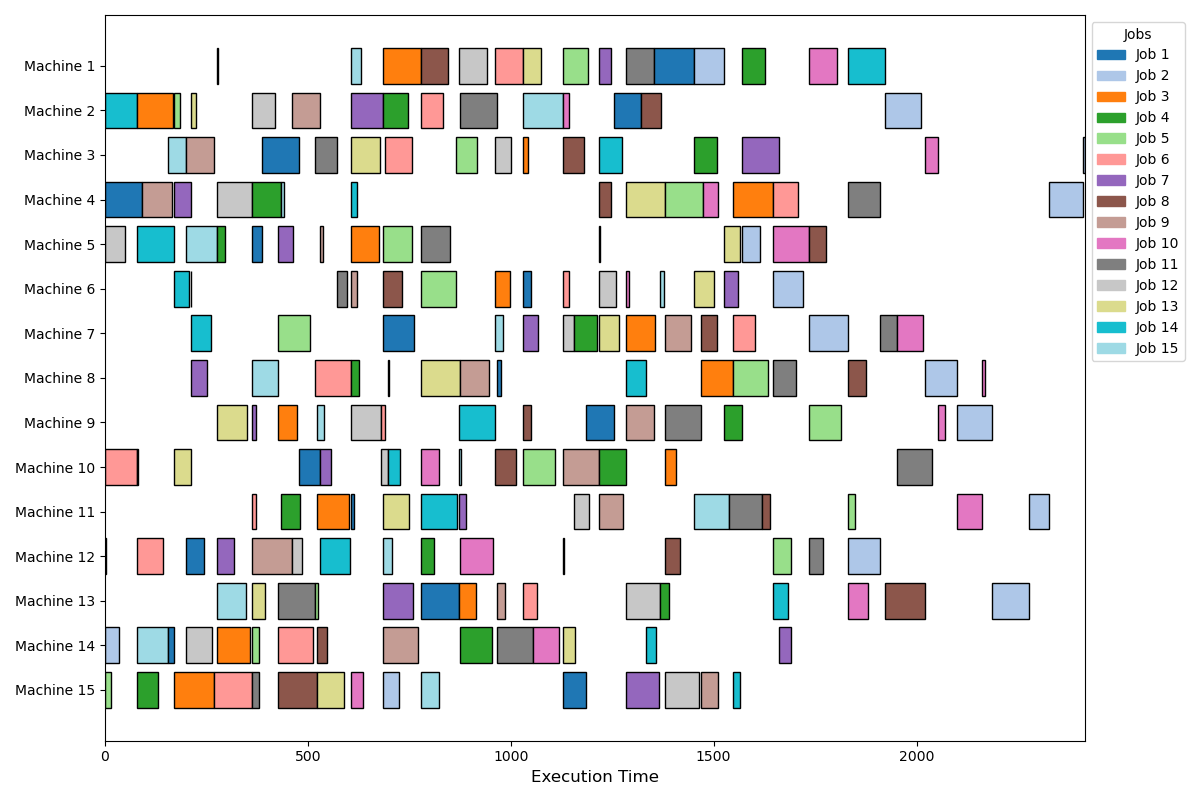 Machine 1
Machine 2
Machine 3
Machine 4
Machine 5
Machine 6
Machine 7
Machine 8
Machine 9
Machine 10
Machine 11
Machine 12
Machine 13
Machine 14
Machine 15
0 500 1000 1500 2000
Execution Time
Jobs
Job 1
Job 2
Job 3
Job 4
Job 5
Job 6
Job 7
Job 8
Job 9
Job 10
Job 11
Job 12
Job 13
Job 14
Job 15